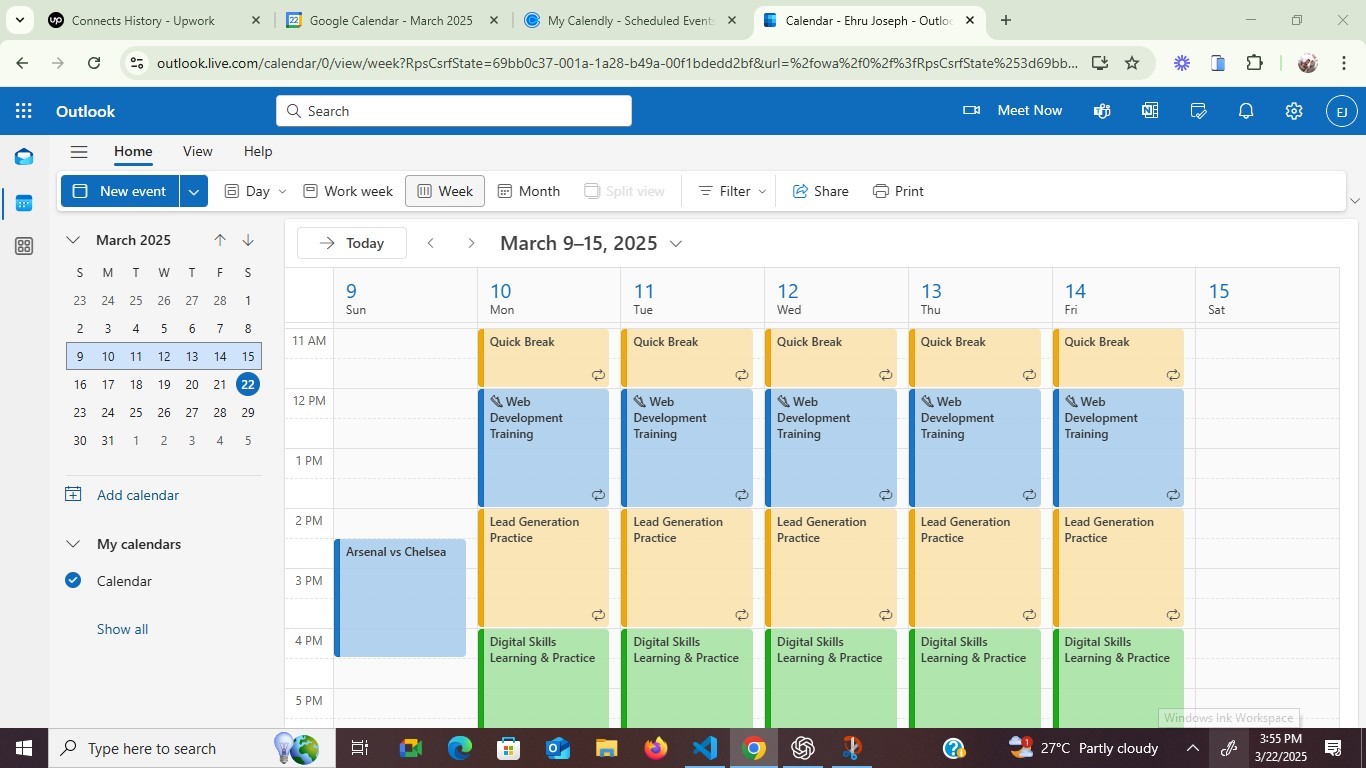 Connects History - Upwork
Google Calendar - March 2025
My Calendly - Scheduled Events
Calendar - Ehru Joseph - Outlo
outlook.live.com/calendar/0/view/week?RpsCsrfState=69bb0c37-001a-1a28-b49a-00f1bdedd2bf&url=%2fowa%2f0%2f%3fRpsCsrfState%253d69bb...
Outlook
Search
Meet Now
EJ
Home
View
Help
New event
Day
Work week
Week
Month
Split view
Filter
Share
Print
March 2025
S M T W T F S
23 24 25 26 27 28 1
2 3 4 5 6 7 8
9 10 11 12 13 14 15
16 17 18 19 20 21 22
23 24 25 26 27 28 29
30 31 1 2 3 4 5
Add calendar
My calendars
Calendar
Show all
Today
March 9–15, 2025
9 10 11 12 13 14 15
Sun Mon Tue Wed Thu Fri Sat
11 AM
Quick Break Quick Break Quick Break Quick Break Quick Break
12 PM
Web Web Web Web Web
Development Development Development Development Development
Training Training Training Training Training
1 PM
2 PM
Lead Generation Lead Generation Lead Generation Lead Generation Lead Generation
Practice Practice Practice Practice Practice
Arsenal vs Chelsea
3 PM
4 PM
Digital Skills Digital Skills Digital Skills Digital Skills Digital Skills
Learning & Practice Learning & Practice Learning & Practice Learning & Practice Learning & Practice
5 PM
Windows Ink Workspace
Type here to search
27°C Partly cloudy
3:55 PM
3/22/2025